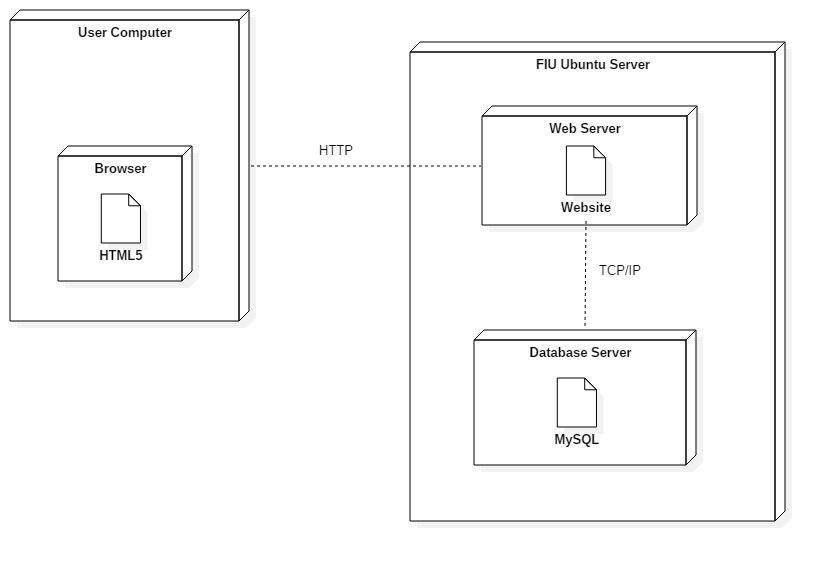 User Computer
Browser
HTML5
HTTP
FIU Ubuntu Server
Web Server
Website
TCP/IP
Database Server
MySQL